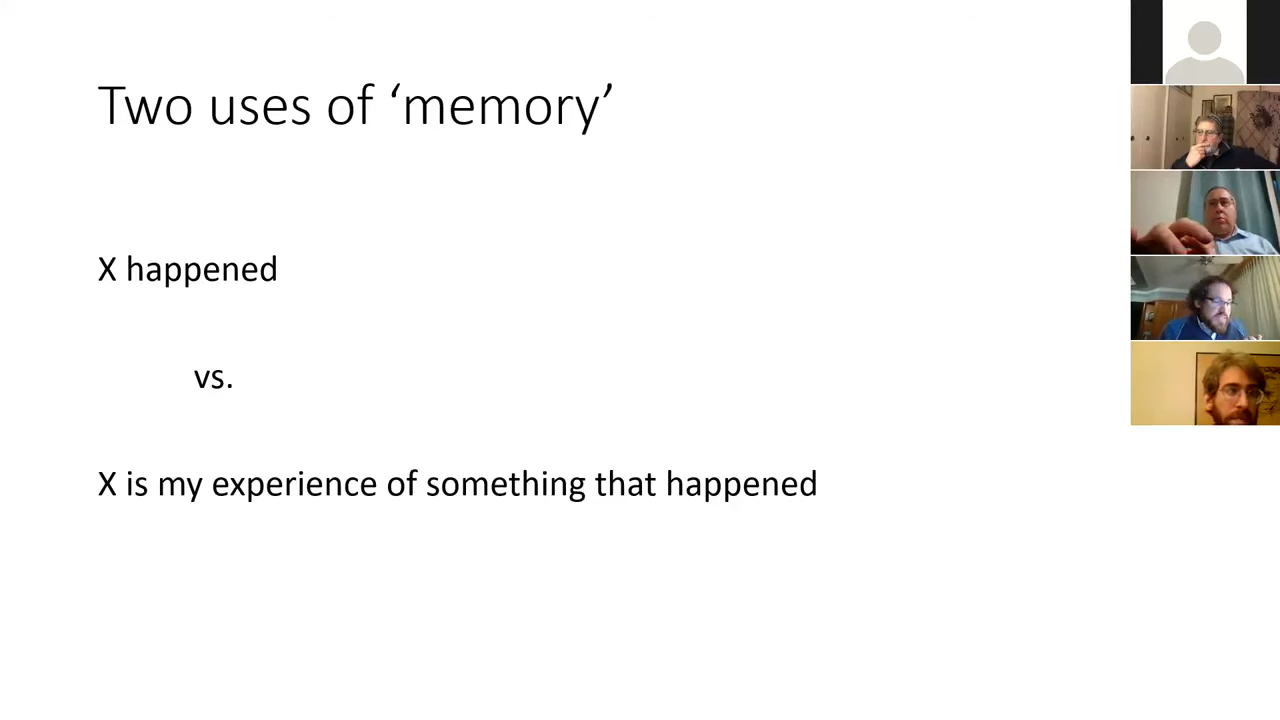 Two uses of ‘memory’
X happened
vs.
X is my experience of something that happened